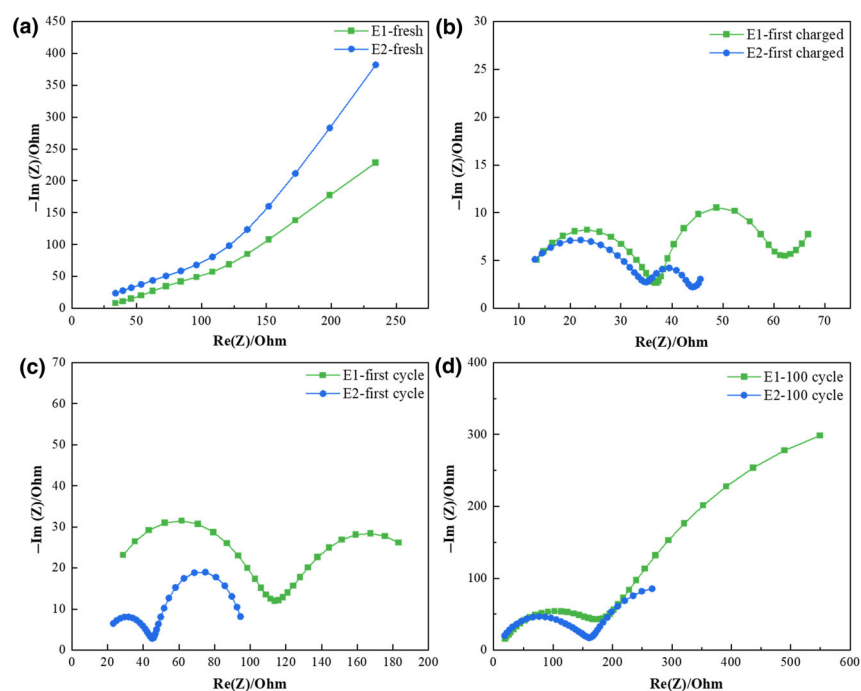 (a)
E1-fresh
E2-fresh
450
400
350
300
250
200
150
100
50
0
0 50 100 150 200 250
–Im (Z)/Ohm
Re(Z)/Ohm
(b)
E1-first charged
E2-first charged
30
25
20
15
10
5
0
10 20 30 40 50 60 70
–Im (Z)/Ohm
Re(Z)/Ohm
(c)
E1-first cycle
E2-first cycle
70
60
50
40
30
20
10
0
0 20 40 60 80 100 120 140 160 180 200
–Im (Z)/Ohm
Re(Z)/Ohm
(d)
E1-100 cycle
E2-100 cycle
400
300
200
100
0
0 100 200 300 400 500 600
–Im (Z)/Ohm
Re(Z)/Ohm